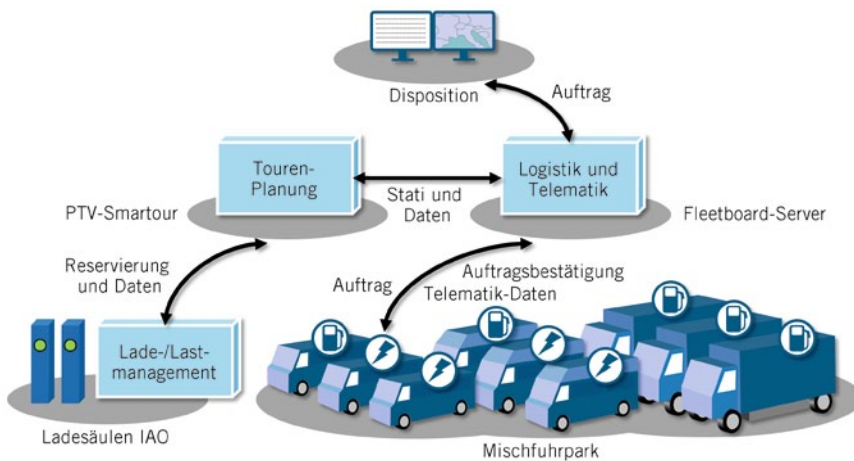 Disposition
Auftrag
Touren-
Planung
Logistik und
Telematik
Stati und
Daten
PTV-Smartour
Fleetboard-Server
Reservierung
und Daten
Auftrag
Auftragsbestätigung
Telematik-Daten
Lade-/Last-
management
Ladesäulen IAO
Mischfuhrpark